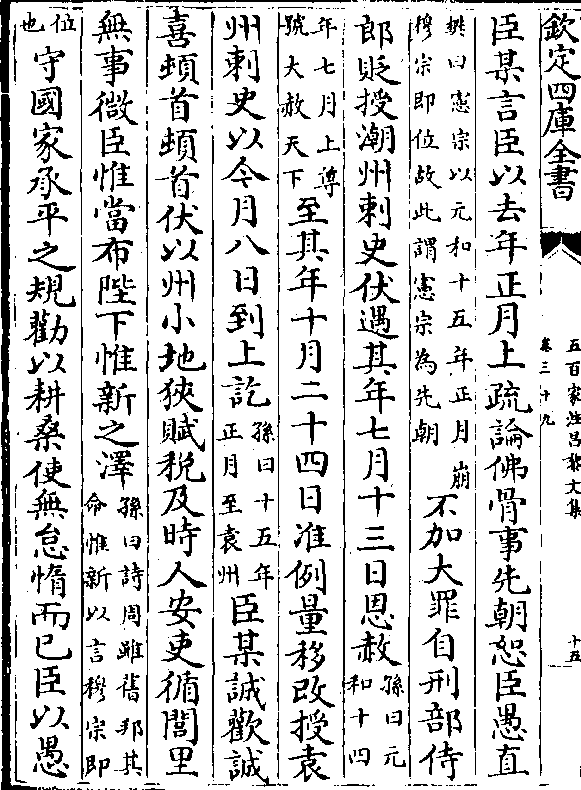 欽定四庫全書
五百家注昌黎文集
卷三十九
十五
臣某言臣以去年正月上疏論佛骨事先朝恕臣愚直
樊曰憲宗以元和十五年正月崩
穆宗即位故此謂憲宗為先朝
不加大罪自刑部侍
郎貶授潮州刺史伏遇其年七月十三日恩赦
孫曰元
和十四
年七月上尊
號大赦天下
至其年十月二十四日准例量移改授袁
州刺史以今月八日到上訖
孫曰十五年
正月至袁州
臣某誠歡誠
喜頓首頓首伏以州小地狹賦稅及時人安吏循閭里
無事微臣惟當布陛下惟新之澤
孫曰詩周雖舊邦其
命惟新以言穆宗即
位
也
守國家承平之規勸以耕桑使無怠惰而已臣以愚